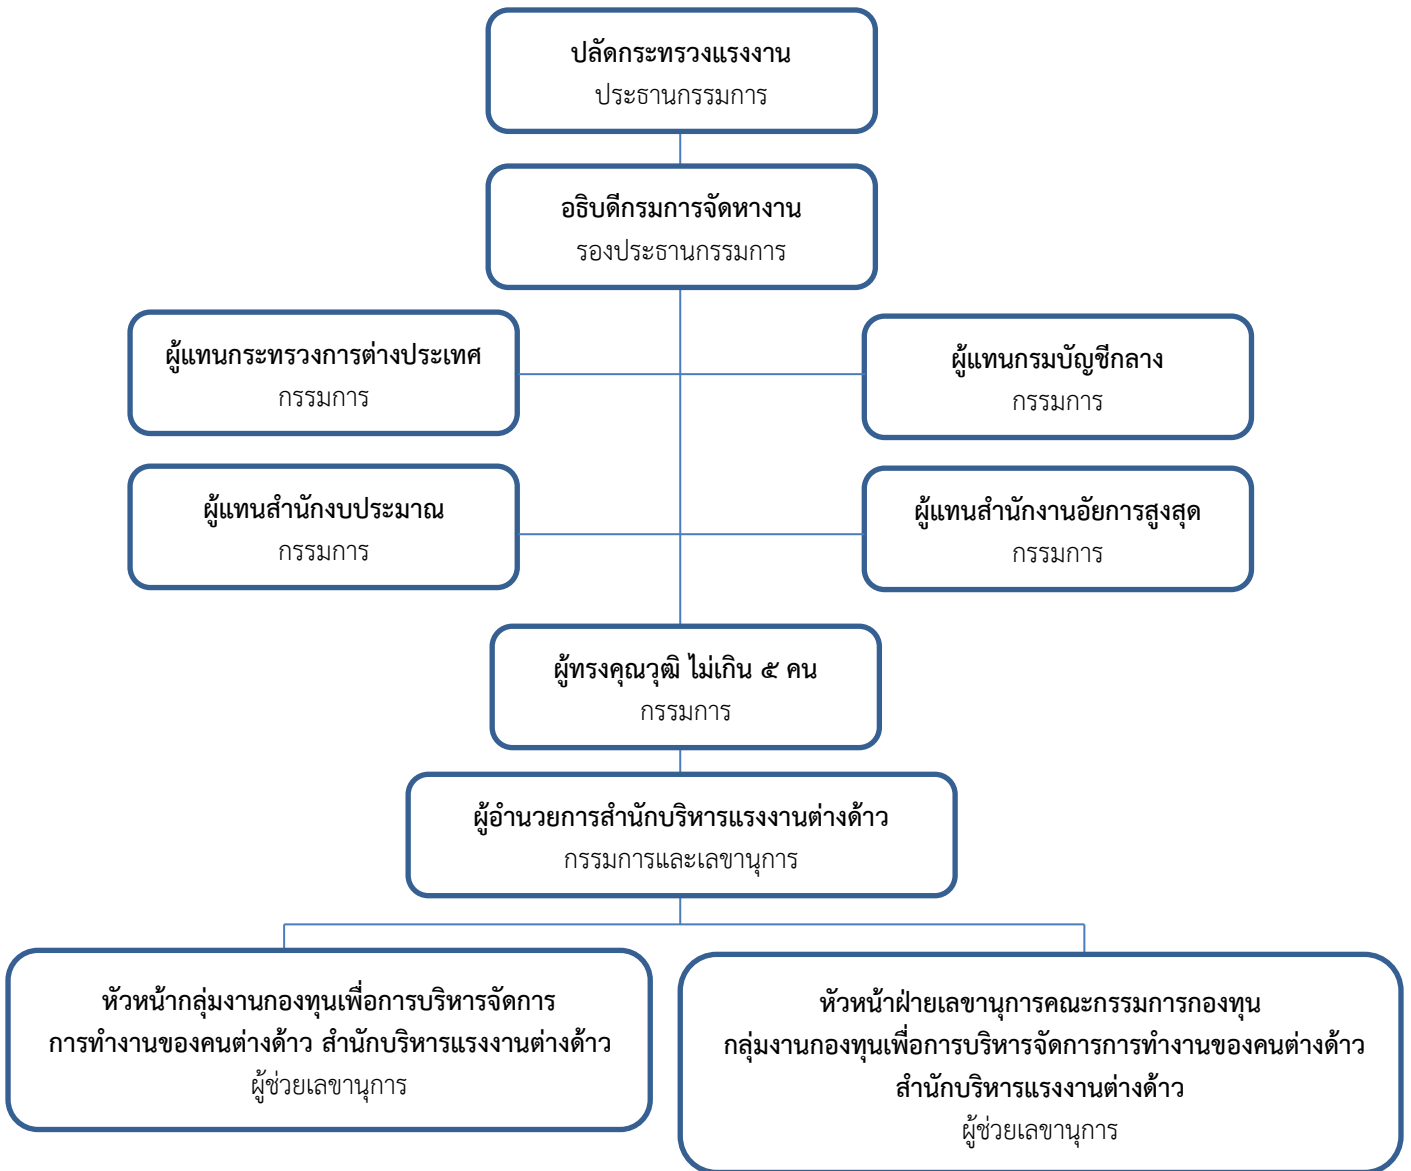 ปลัดกระทรวงแรงงาน
ประธานกรรมการ
อธิบดีกรมการจัดหางาน
รองประธานกรรมการ
ผู้แทนกระทรวงการต่างประเทศ
กรรมการ
ผู้แทนกรมบัญชีกลาง
กรรมการ
ผู้แทนสำนักงบประมาณ
กรรมการ
ผู้แทนสำนักงานอัยการสูงสุด
กรรมการ
ผู้ทรงคุณวุฒิ ไม่เกิน ๕ คน
กรรมการ
ผู้อำนวยการสำนักบริหารแรงงานต่างด้าว
กรรมการและเลขานุการ
หัวหน้ากลุ่มงานกองทุนเพื่อการบริหารจัดการ
การทำงานของคนต่างด้าว สำนักบริหารแรงงานต่างด้าว
ผู้ช่วยเลขานุการ
หัวหน้าฝ่ายเลขานุการคณะกรรมการกองทุน
กลุ่มงานกองทุนเพื่อการบริหารจัดการการทำงานของคนต่างด้าว
สำนักบริหารแรงงานต่างด้าว
ผู้ช่วยเลขานุการ